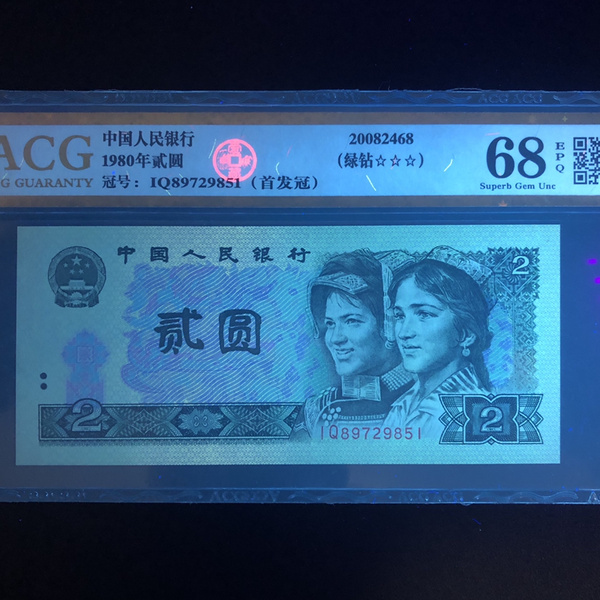 ACG ACG
ACG
G GUARANTY
中国人民银行
1980年贰圆
冠号：IQ89729851（首发冠）
20082468
（绿钻☆☆☆）
68
EPQ
Superb Gem Unc
中国人民银行
2
贰圆
2
IQ89729851
2